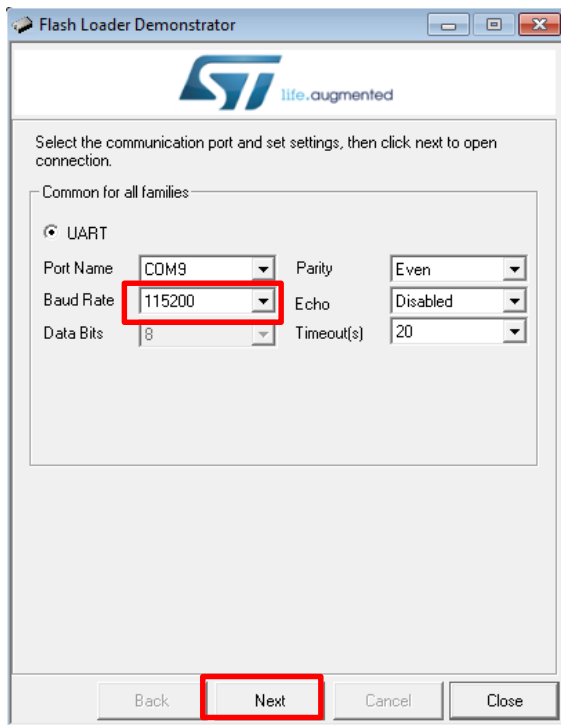 Flash Loader Demonstrator
ST life.augmented
Select the communication port and set settings, then click next to open
connection.
Common for all families
UART
Port Name COM9 Parity Even
Baud Rate 115200 Echo Disabled
Data Bits 8 Timeout(s) 20
Back Next Cancel Close